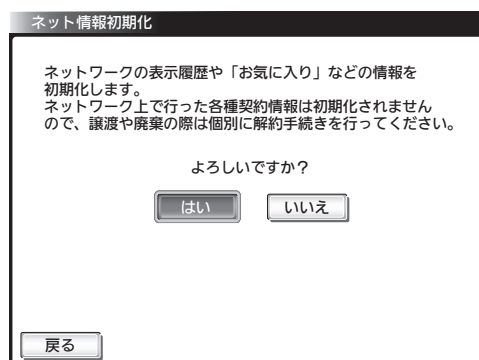 ネット情報初期化
ネットワークの表示履歴や「お気に入り」などの情報を
初期化します。
ネットワーク上で行った各種契約情報は初期化されません
ので、譲渡や廃棄の際は個別に解約手続きを行ってください。
よろしいですか?
はい
いいえ
戻る